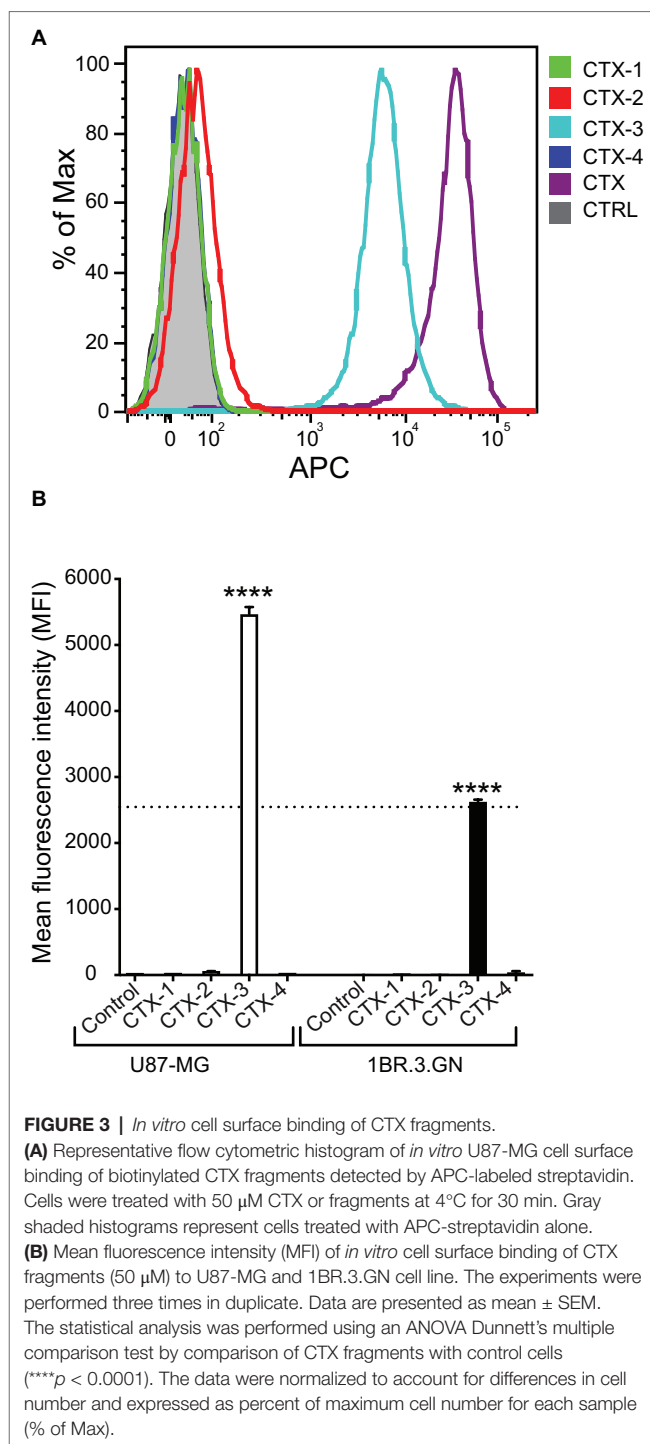 A
% of Max
100
80
60
40
20
0
0 10² 10³ 10⁴ 10⁵
APC
CTX-1
CTX-2
CTX-3
CTX-4
CTX
CTRL
B
Mean fluorescence intensity (MFI)
6000
5000
4000
3000
2000
1000
0
****
****
Control CTX-1 CTX-2 CTX-3 CTX-4 Control CTX-1 CTX-2 CTX-3 CTX-4
U87-MG 1BR.3.GN
FIGURE 3 | In vitro cell surface binding of CTX fragments.
(A) Representative flow cytometric histogram of in vitro U87-MG cell surface
binding of biotinylated CTX fragments detected by APC-labeled streptavidin.
Cells were treated with 50 μM CTX or fragments at 4°C for 30 min. Gray
shaded histograms represent cells treated with APC-streptavidin alone.
(B) Mean fluorescence intensity (MFI) of in vitro cell surface binding of CTX
fragments (50 μM) to U87-MG and 1BR.3.GN cell line. The experiments were
performed three times in duplicate. Data are presented as mean ± SEM.
The statistical analysis was performed using an ANOVA Dunnett's multiple
comparison test by comparison of CTX fragments with control cells
(****p < 0.0001). The data were normalized to account for differences in cell
number and expressed as percent of maximum cell number for each sample
(% of Max).